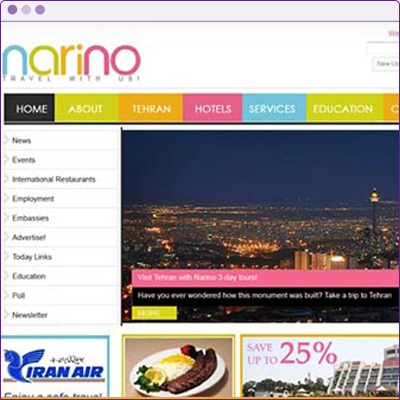 narino
TRAVEL WITH US!
We
New Us
HOME ABOUT TEHRAN HOTELS SERVICES EDUCATION C
News
Events
International Restaurants
Employment
Embassies
Advertise!
Today Links
Education
Poll
Newsletter
Visit Tehran with Narino 3-day tours!
Have you ever wondered how this monument was built? Take a trip to Tehran
MORE
IRAN AIR
Enjoy a safe travel
SAVE
UP TO 25%